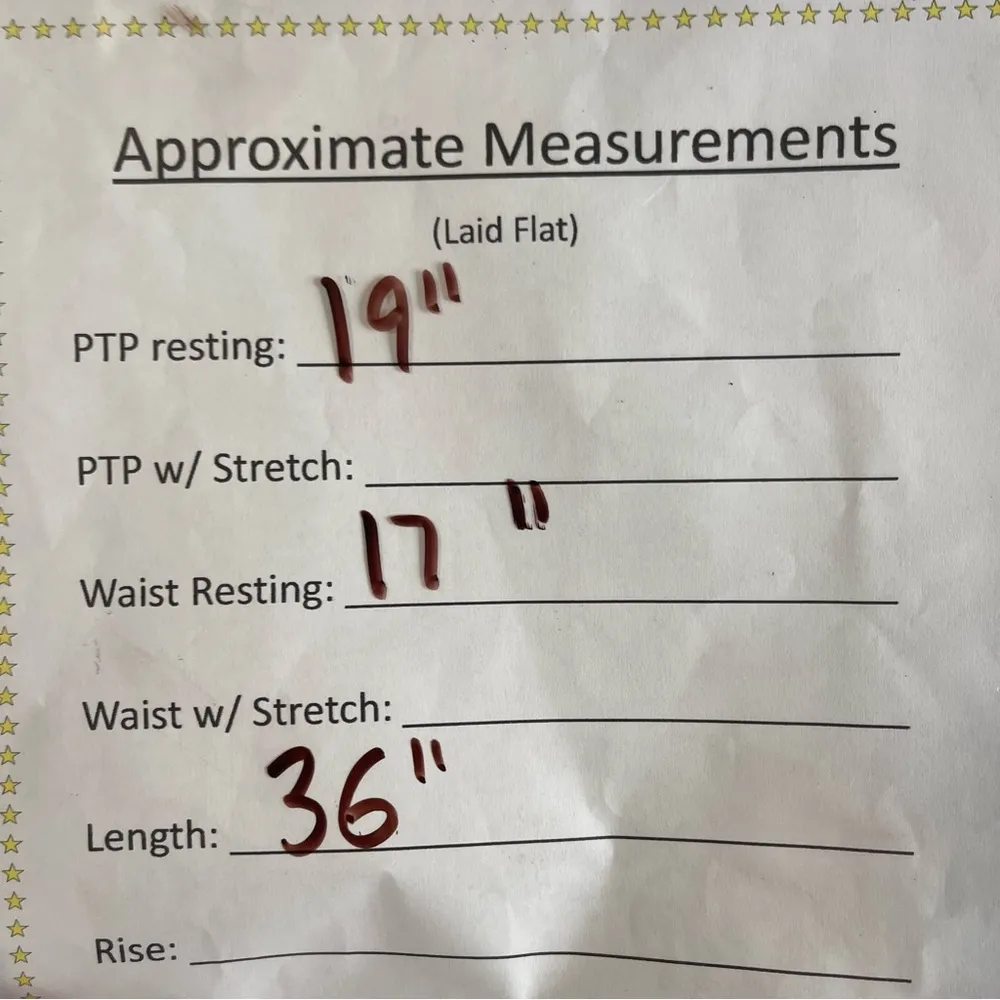 Approximate Measurements
(Laid Flat)
PTP resting: 19"
PTP w/ Stretch:
Waist Resting: 17 "
Waist w/ Stretch:
Length: 36"
Rise: